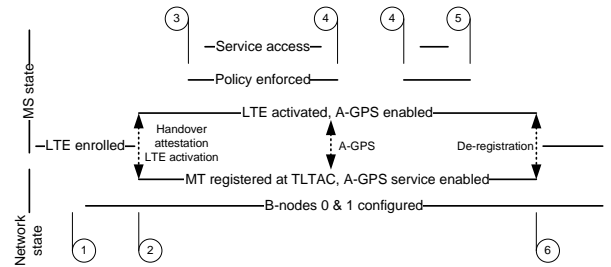 3
4
4
5
Service access
Policy enforced
MS state
LTE activated, A-GPS enabled
LTE enrolled
Handover
attestation
LTE activation
A-GPS
De-registration
MT registered at TLTAC, A-GPS service enabled
B-nodes 0 & 1 configured
Network
state
1
2
6